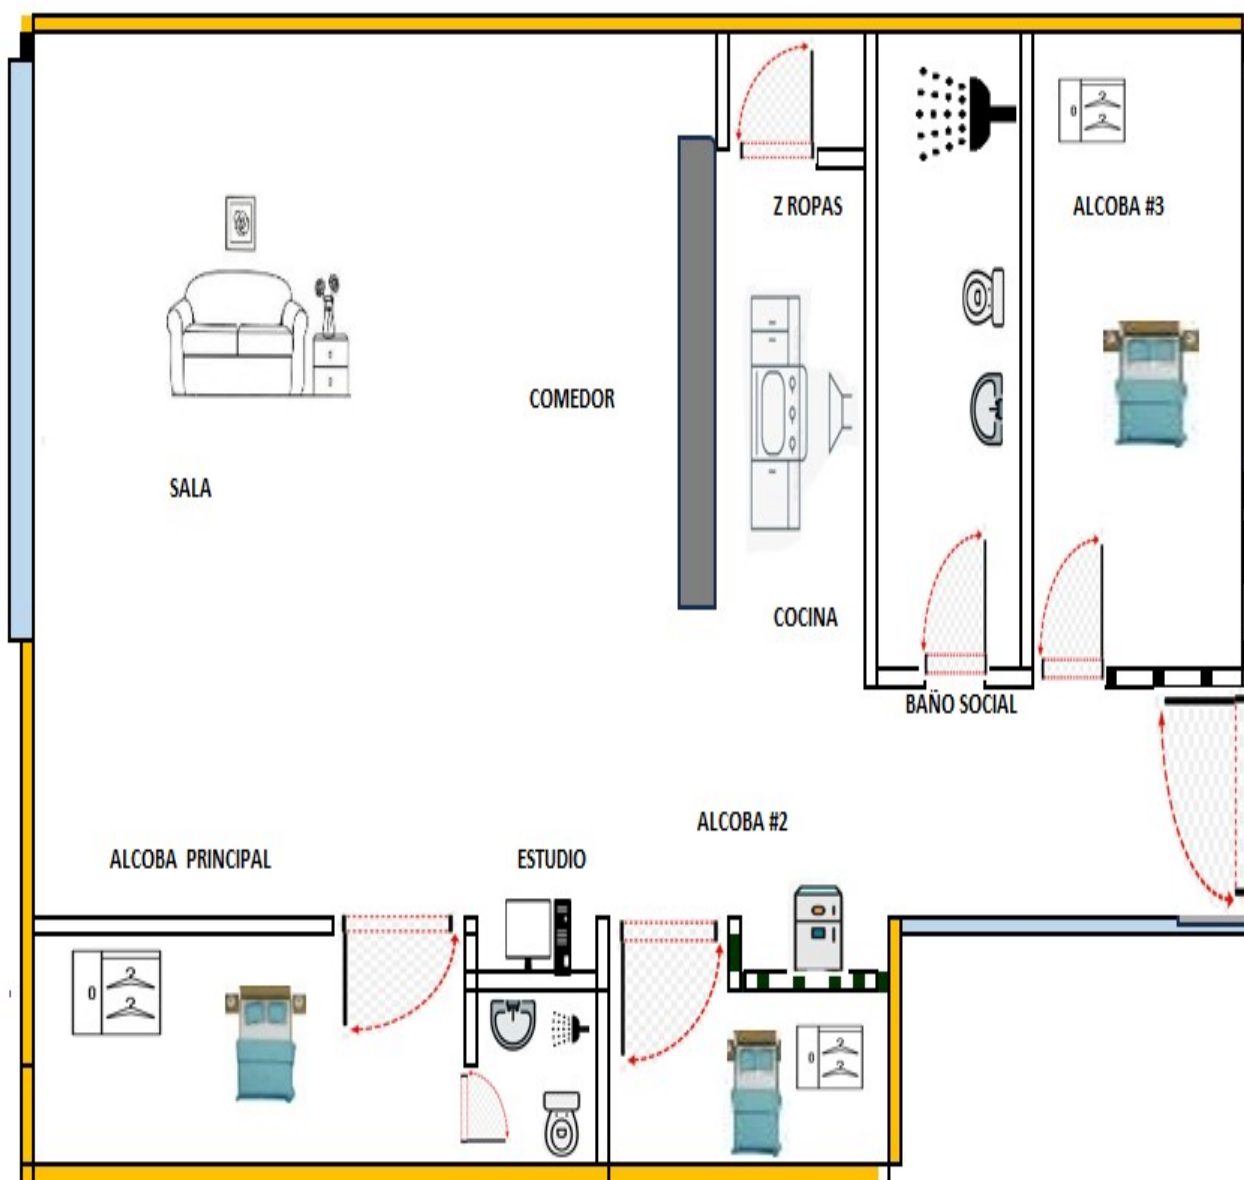 Z ROPAS
ALCOBA #3
COMEDOR
SALA
COCINA
BAÑO SOCIAL
ALCOBA #2
ALCOBA  PRINCIPAL
ESTUDIO